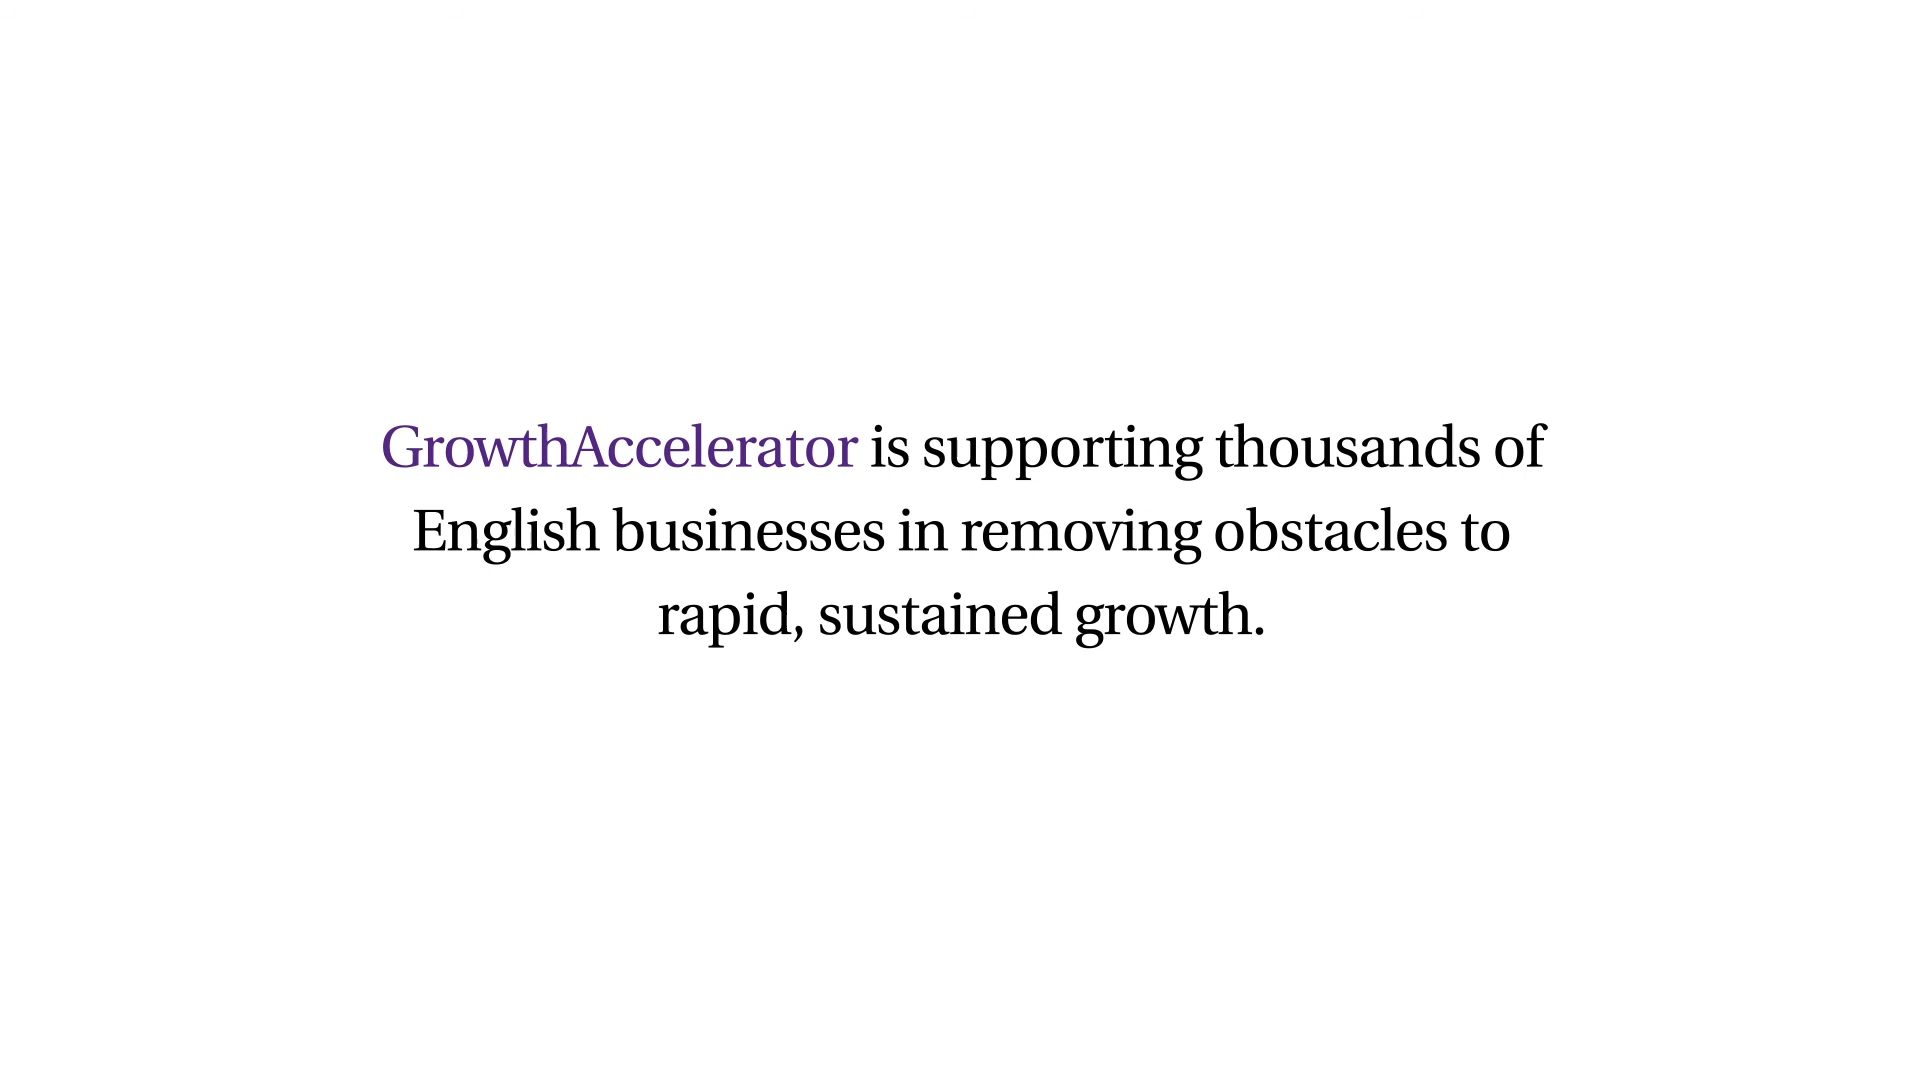 GrowthAccelerator is supporting thousands of
English businesses in removing obstacles to
rapid, sustained growth.